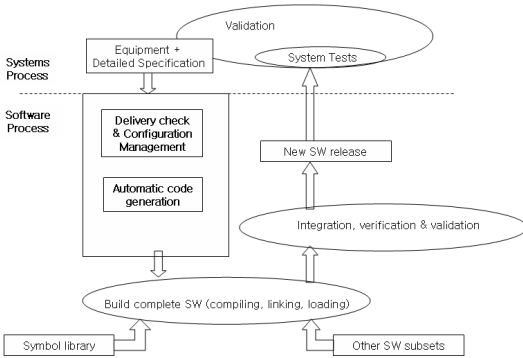 Validation
Equipment +
Detailed Specification
System Tests
Systems
Process
Software
Process
Delivery check
& Configuration
Management
New SW release
Automatic code
generation
Integration, verification & validation
Build complete SW (compiling, linking, loading)
Symbol library
Other SW subsets